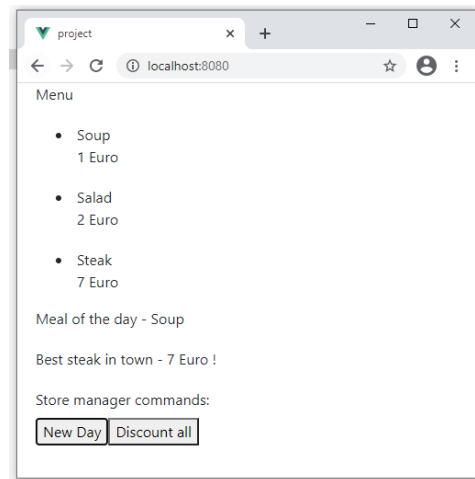 project
localhost:8080
Menu
Soup
1 Euro
Salad
2 Euro
Steak
7 Euro
Meal of the day - Soup
Best steak in town - 7 Euro !
Store manager commands:
New Day Discount all